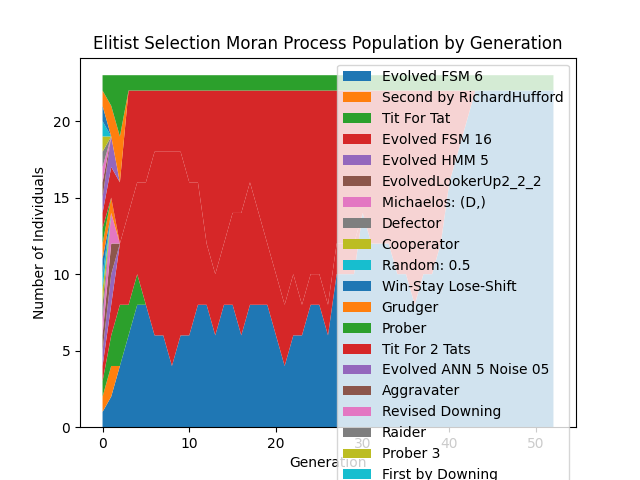 Elitist Selection Moran Process Population by Generation
Number of Individuals
20
15
10
5
0
Evolved FSM 6
Second by RichardHufford
Tit For Tat
Evolved FSM 16
Evolved HMM 5
EvolvedLookerUp2_2_2
Michaelos: (D,)
Defector
Cooperator
Random: 0.5
Win-Stay Lose-Shift
Grudger
Prober
Tit For 2 Tats
Evolved ANN 5 Noise 05
Aggravater
Revised Downing
Raider
Prober 3
First by Downing
0 10 20 30 40 50
Generation